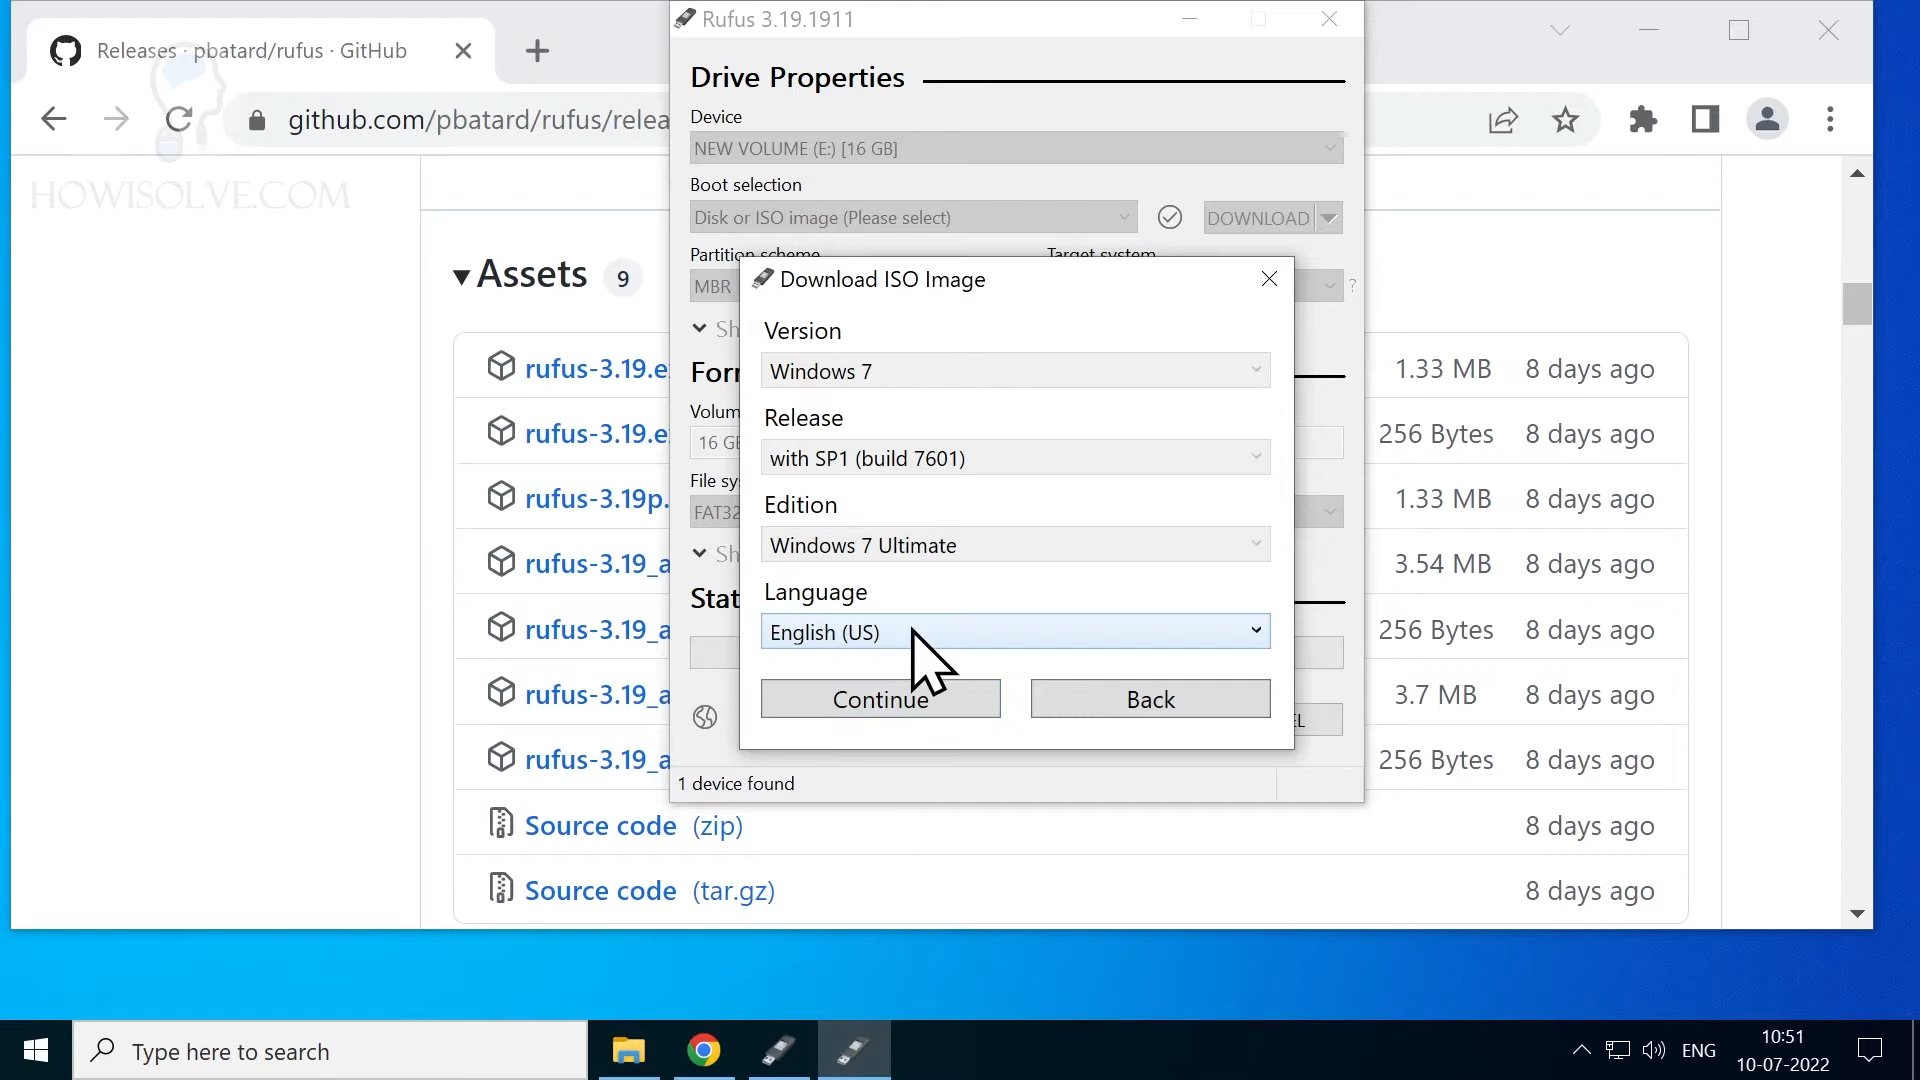 Releases · pbatard/rufus · GitHub
github.com/pbatard/rufus/relea
HOWISOLVE.COM
Assets 9
rufus-3.19.e
1.33 MB 8 days ago
rufus-3.19.e
256 Bytes 8 days ago
rufus-3.19p.
1.33 MB 8 days ago
rufus-3.19_a
3.54 MB 8 days ago
rufus-3.19_a
256 Bytes 8 days ago
rufus-3.19_a
3.7 MB 8 days ago
rufus-3.19_a
256 Bytes 8 days ago
Source code (zip)
8 days ago
Source code (tar.gz)
8 days ago
Rufus 3.19.1911
Drive Properties
Device
NEW VOLUME (E:) [16 GB]
Boot selection
Disk or ISO image (Please select)
DOWNLOAD
Partition scheme
Target system
MBR
?
Sh
Form
Volum
16 GB
File sys
FAT32
Sh
Stat
EL
1 device found
Download ISO Image
Version
Windows 7
Release
with SP1 (build 7601)
Edition
Windows 7 Ultimate
Language
English (US)
Continue
Back
Type here to search
ENG
10:51
10-07-2022